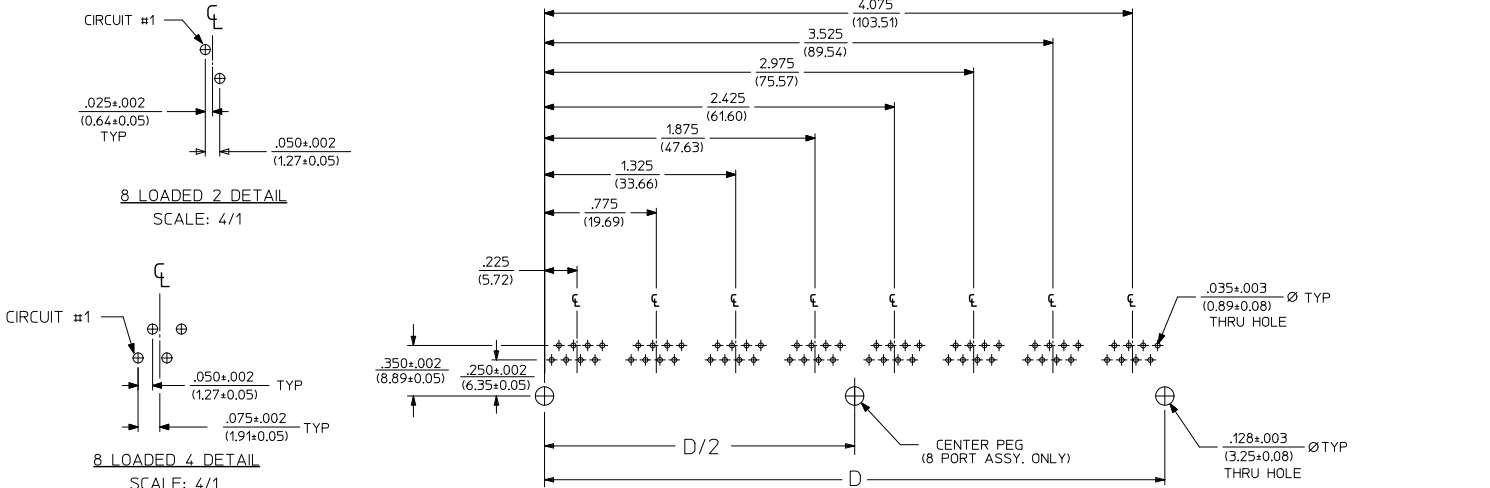 CIRCUIT #1
℄
.025±.002
(0.64±0.05)
TYP
.050±.002
(1.27±0.05)
8 LOADED 2 DETAIL
SCALE: 4/1
℄
CIRCUIT #1
.050±.002
(1.27±0.05)
TYP
.075±.002
(1.91±0.05)
TYP
8 LOADED 4 DETAIL
SCALE: 4/1
4.075
(103.51)
3.525
(89.54)
2.975
(75.57)
2.425
(61.60)
1.875
(47.63)
1.325
(33.66)
.775
(19.69)
.225
(5.72)
℄ ℄ ℄ ℄ ℄ ℄ ℄ ℄
.035±.003
(0.89±0.08)
Ø TYP
THRU HOLE
.350±.002
(8.89±0.05)
.250±.002
(6.35±0.05)
D/2
CENTER PEG
(8 PORT ASSY. ONLY)
.128±.003
(3.25±0.08)
Ø TYP
THRU HOLE
D